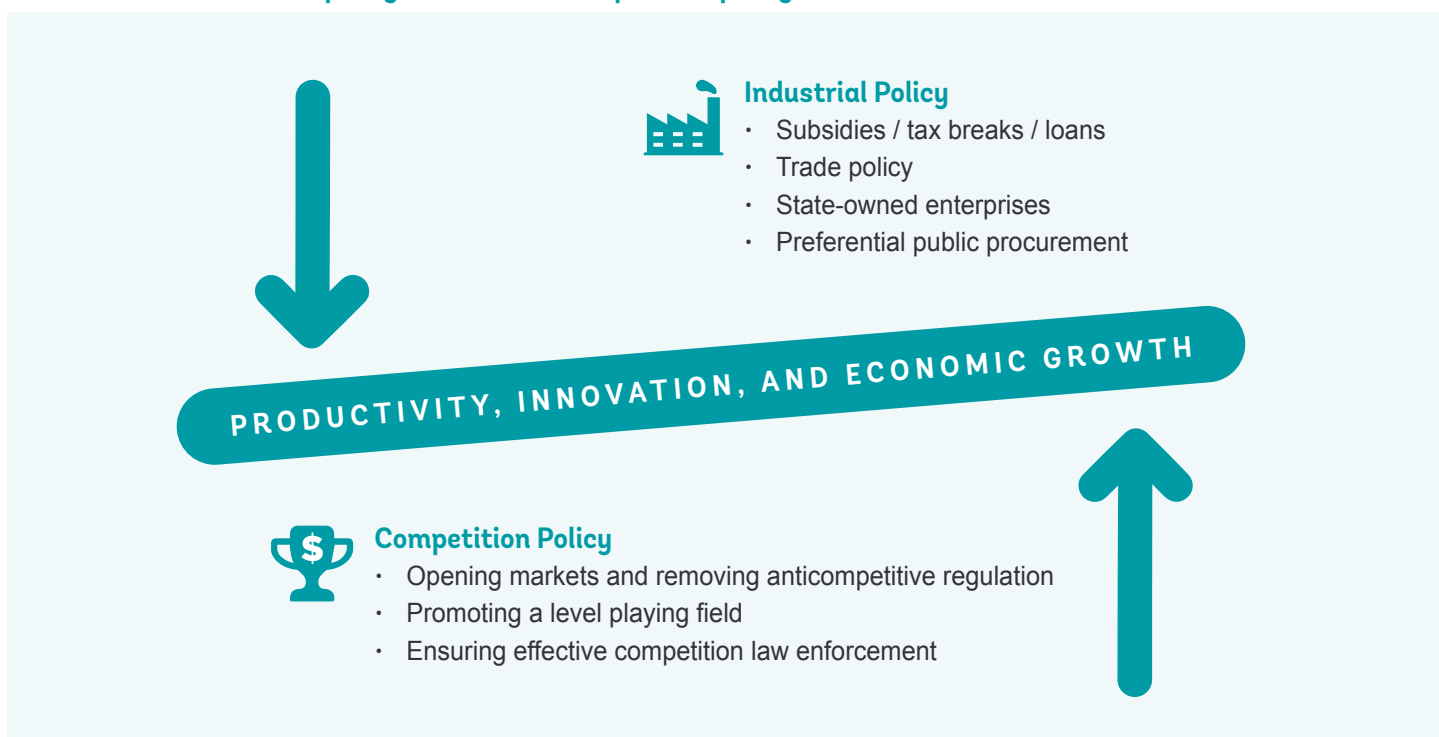 Industrial Policy
· Subsidies / tax breaks / loans
· Trade policy
· State-owned enterprises
· Preferential public procurement
PRODUCTIVITY, INNOVATION, AND ECONOMIC GROWTH
$
Competition Policy
· Opening markets and removing anticompetitive regulation
· Promoting a level playing field
· Ensuring effective competition law enforcement